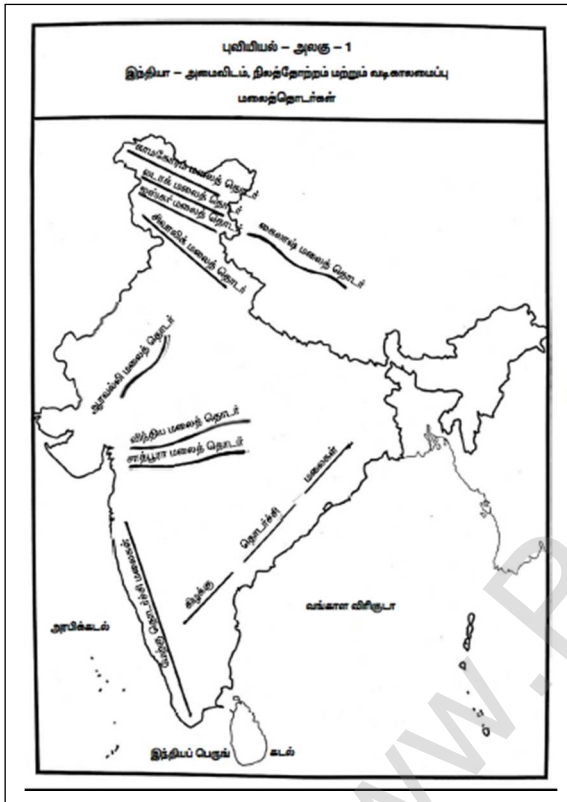 புவியியல் – அலகு – 1
இந்தியா – அமைவிடம், நிலத்தோற்றம் மற்றும் வடிகாலமைப்பு
மலைத்தொடர்கள்
காரகோரம் மலைத் தொடர்
லடாக் மலைத் தொடர்
ஜாஸ்கர் மலைத் தொடர்
சிவாலிக் மலைத் தொடர்
கைலாஷ் மலைத் தொடர்
ஆரவல்லி மலைத் தொடர்
விந்திய மலைத் தொடர்
சாத்பூரா மலைத் தொடர்
மலைகள்
தொடர்ச்சி
கிழக்கு
மேற்கு தொடர்ச்சி மலைகள்
வங்காள விரிகுடா
அரபிக்கடல்
இந்தியப் பெருங் கடல்
www.P